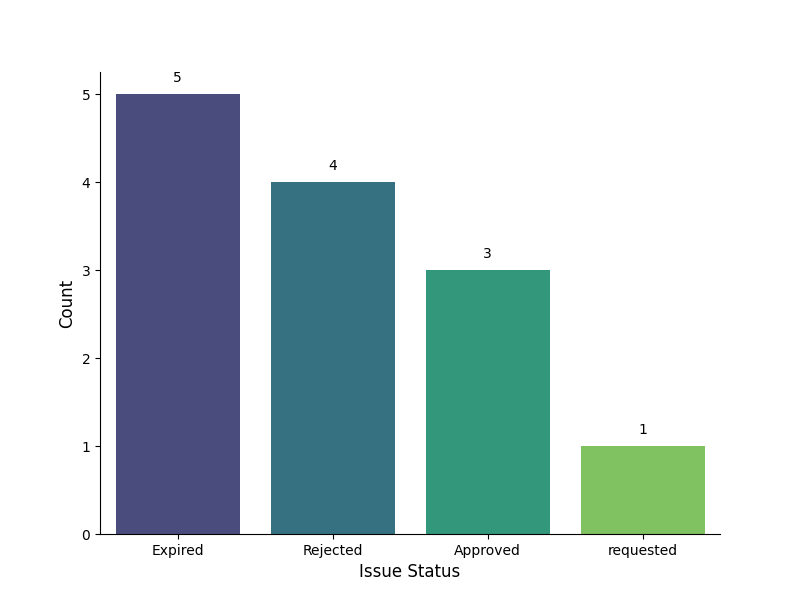 5
4
3
1
5
4
3
2
1
0
Count
Expired
Rejected
Approved
requested
Issue Status